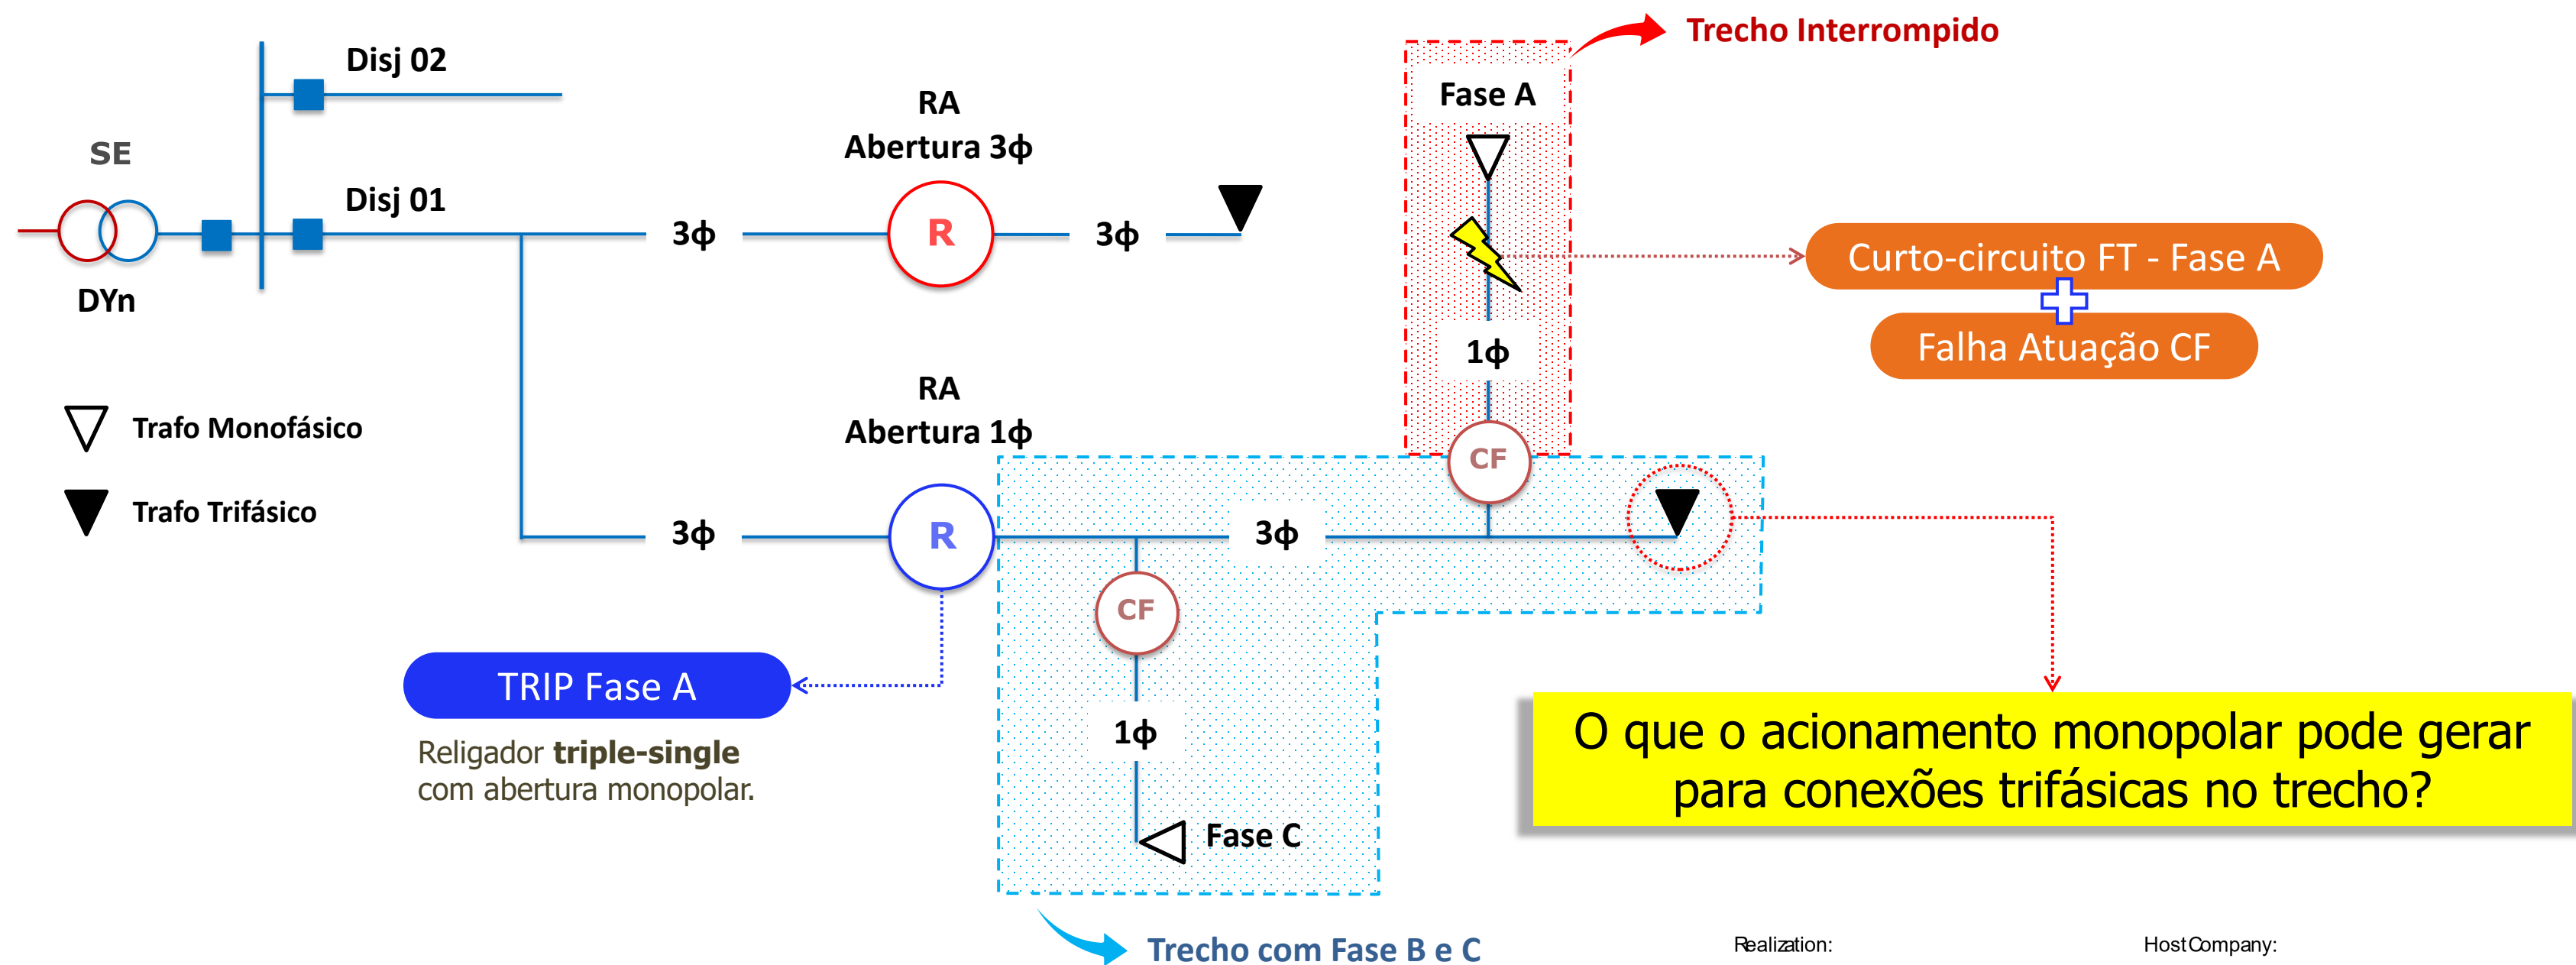 Trecho Interrompido
Disj 02
RA
Abertura 3ϕ
Fase A
SE
Disj 01
3ϕ
R
3ϕ
Curto-circuito FT - Fase A
DYn
Falha Atuação CF
1ϕ
RA
Abertura 1ϕ
Trafo Monofásico
CF
Trafo Trifásico
3ϕ
R
3ϕ
CF
TRIP Fase A
Religador triple-single
com abertura monopolar.
1ϕ
O que o acionamento monopolar pode gerar
para conexões trifásicas no trecho?
Fase C
Trecho com Fase B e C
Realization:
Host Company: